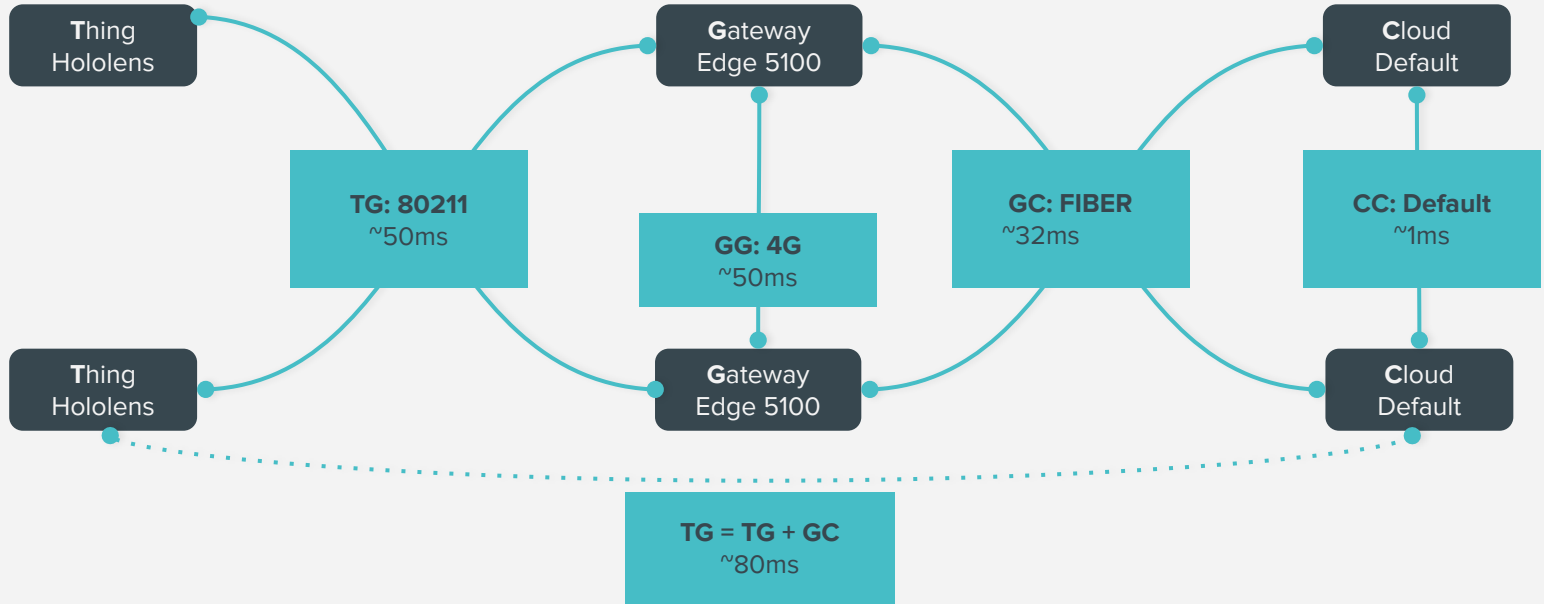 Thing
Hololens
Gateway
Edge 5100
Cloud
Default
TG: 80211
~50ms
GG: 4G
~50ms
GC: FIBER
~32ms
CC: Default
~1ms
Thing
Hololens
Gateway
Edge 5100
Cloud
Default
TG = TG + GC
~80ms